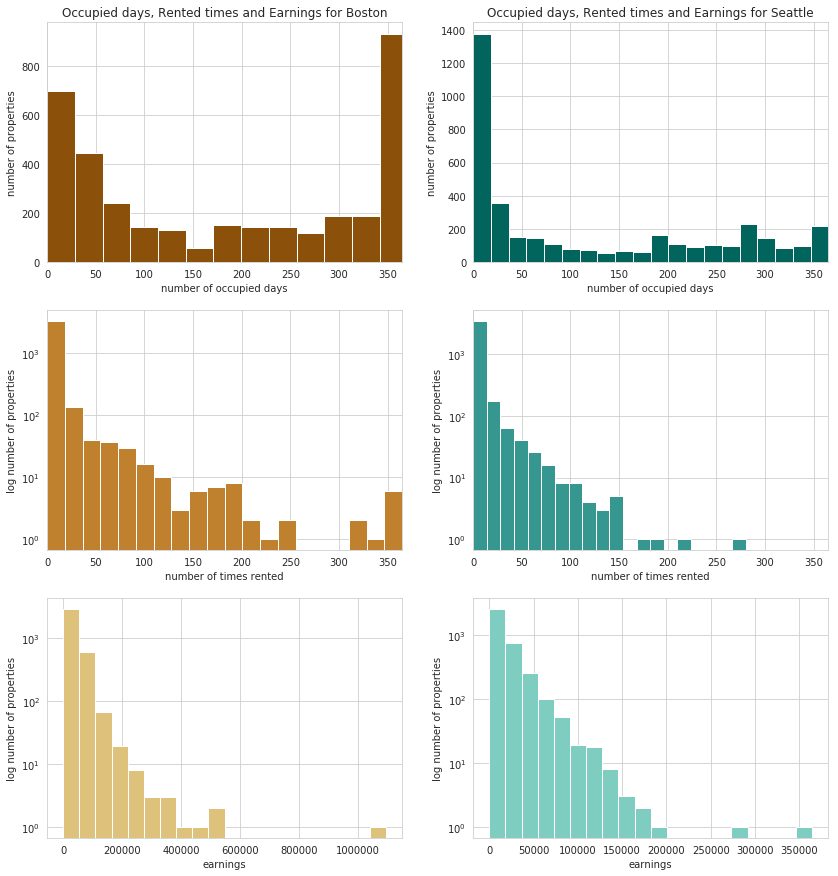 Occupied days, Rented times and Earnings for Boston
number of properties
800
600
400
200
0
0 50 100 150 200 250 300 350
number of occupied days
Occupied days, Rented times and Earnings for Seattle
number of properties
1400
1200
1000
800
600
400
200
0
0 50 100 150 200 250 300 350
number of occupied days
log number of properties
10³
10²
10¹
10⁰
0 50 100 150 200 250 300 350
number of times rented
log number of properties
10³
10²
10¹
10⁰
0 50 100 150 200 250 300 350
number of times rented
log number of properties
10³
10²
10¹
10⁰
0 200000 400000 600000 800000 1000000
earnings
log number of properties
10³
10²
10¹
10⁰
0 50000 100000 150000 200000 250000 300000 350000
earnings